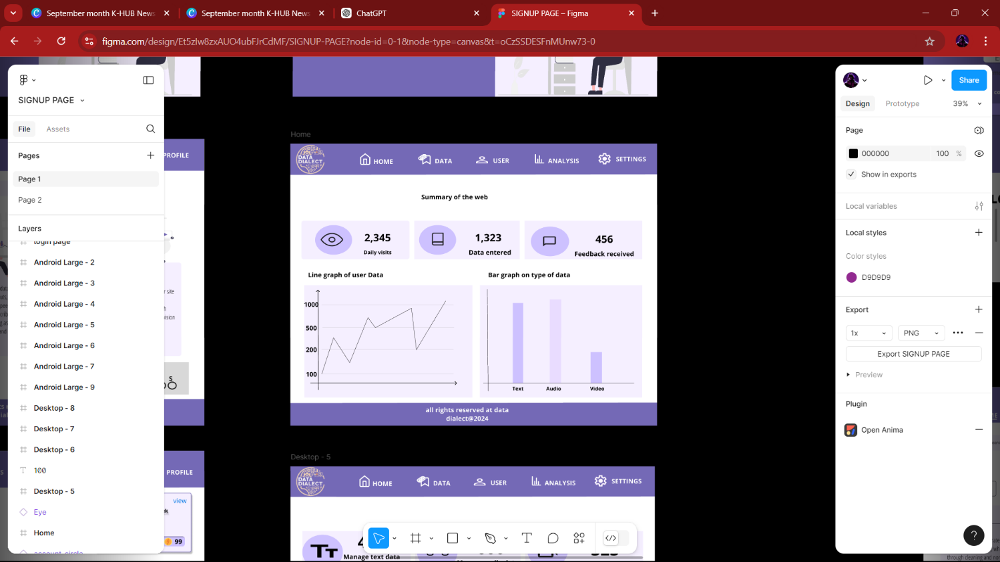 September month K-HUB News
September month K-HUB News
ChatGPT
SIGNUP PAGE – Figma
figma.com/design/Et5zIw8zxAUO4ubFJrCdMF/SIGNUP-PAGE?node-id=0-1&node-type=canvas&t=oCzSSDESFnMUnw73-0
SIGNUP PAGE
File
Assets
Pages
Page 1
Page 2
Layers
login page
Android Large - 2
Android Large - 3
Android Large - 4
Android Large - 5
Android Large - 6
Android Large - 7
Android Large - 9
Desktop - 8
Desktop - 7
Desktop - 6
100
Desktop - 5
Eye
Home
account_circle
PROFILE
r site
vision
S
PROFILE
view
99
Home
DATA DIALECT
HOME
DATA
USER
ANALYSIS
SETTINGS
Summary of the web
2,345
Daily visits
1,323
Data entered
456
Feedback received
Line graph of user Data
Bar graph on type of data
1000
500
200
100
Text
Audio
Video
all rights reserved at data
dialect@2024
Desktop - 5
DATA DIALECT
HOME
DATA
USER
ANALYSIS
SETTINGS
Tт
Manage text data
Share
Design
Prototype
39%
Page
000000
100
%
Show in exports
Local variables
Local styles
Color styles
D9D9D9
Export
1x
PNG
Export SIGNUP PAGE
Preview
Plugin
Open Anima
?
through cleaning and nor